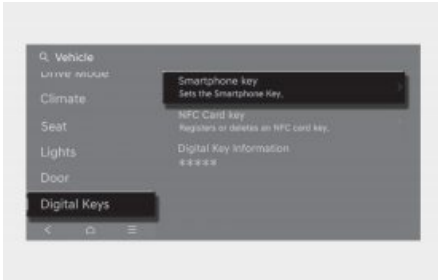 Vehicle
Drive Mode
Climate
Seat
Lights
Door
Digital Keys
Smartphone key
Sets the Smartphone Key.
NFC Card key
Registers or deletes an NFC card key.
Digital Key Information
*****